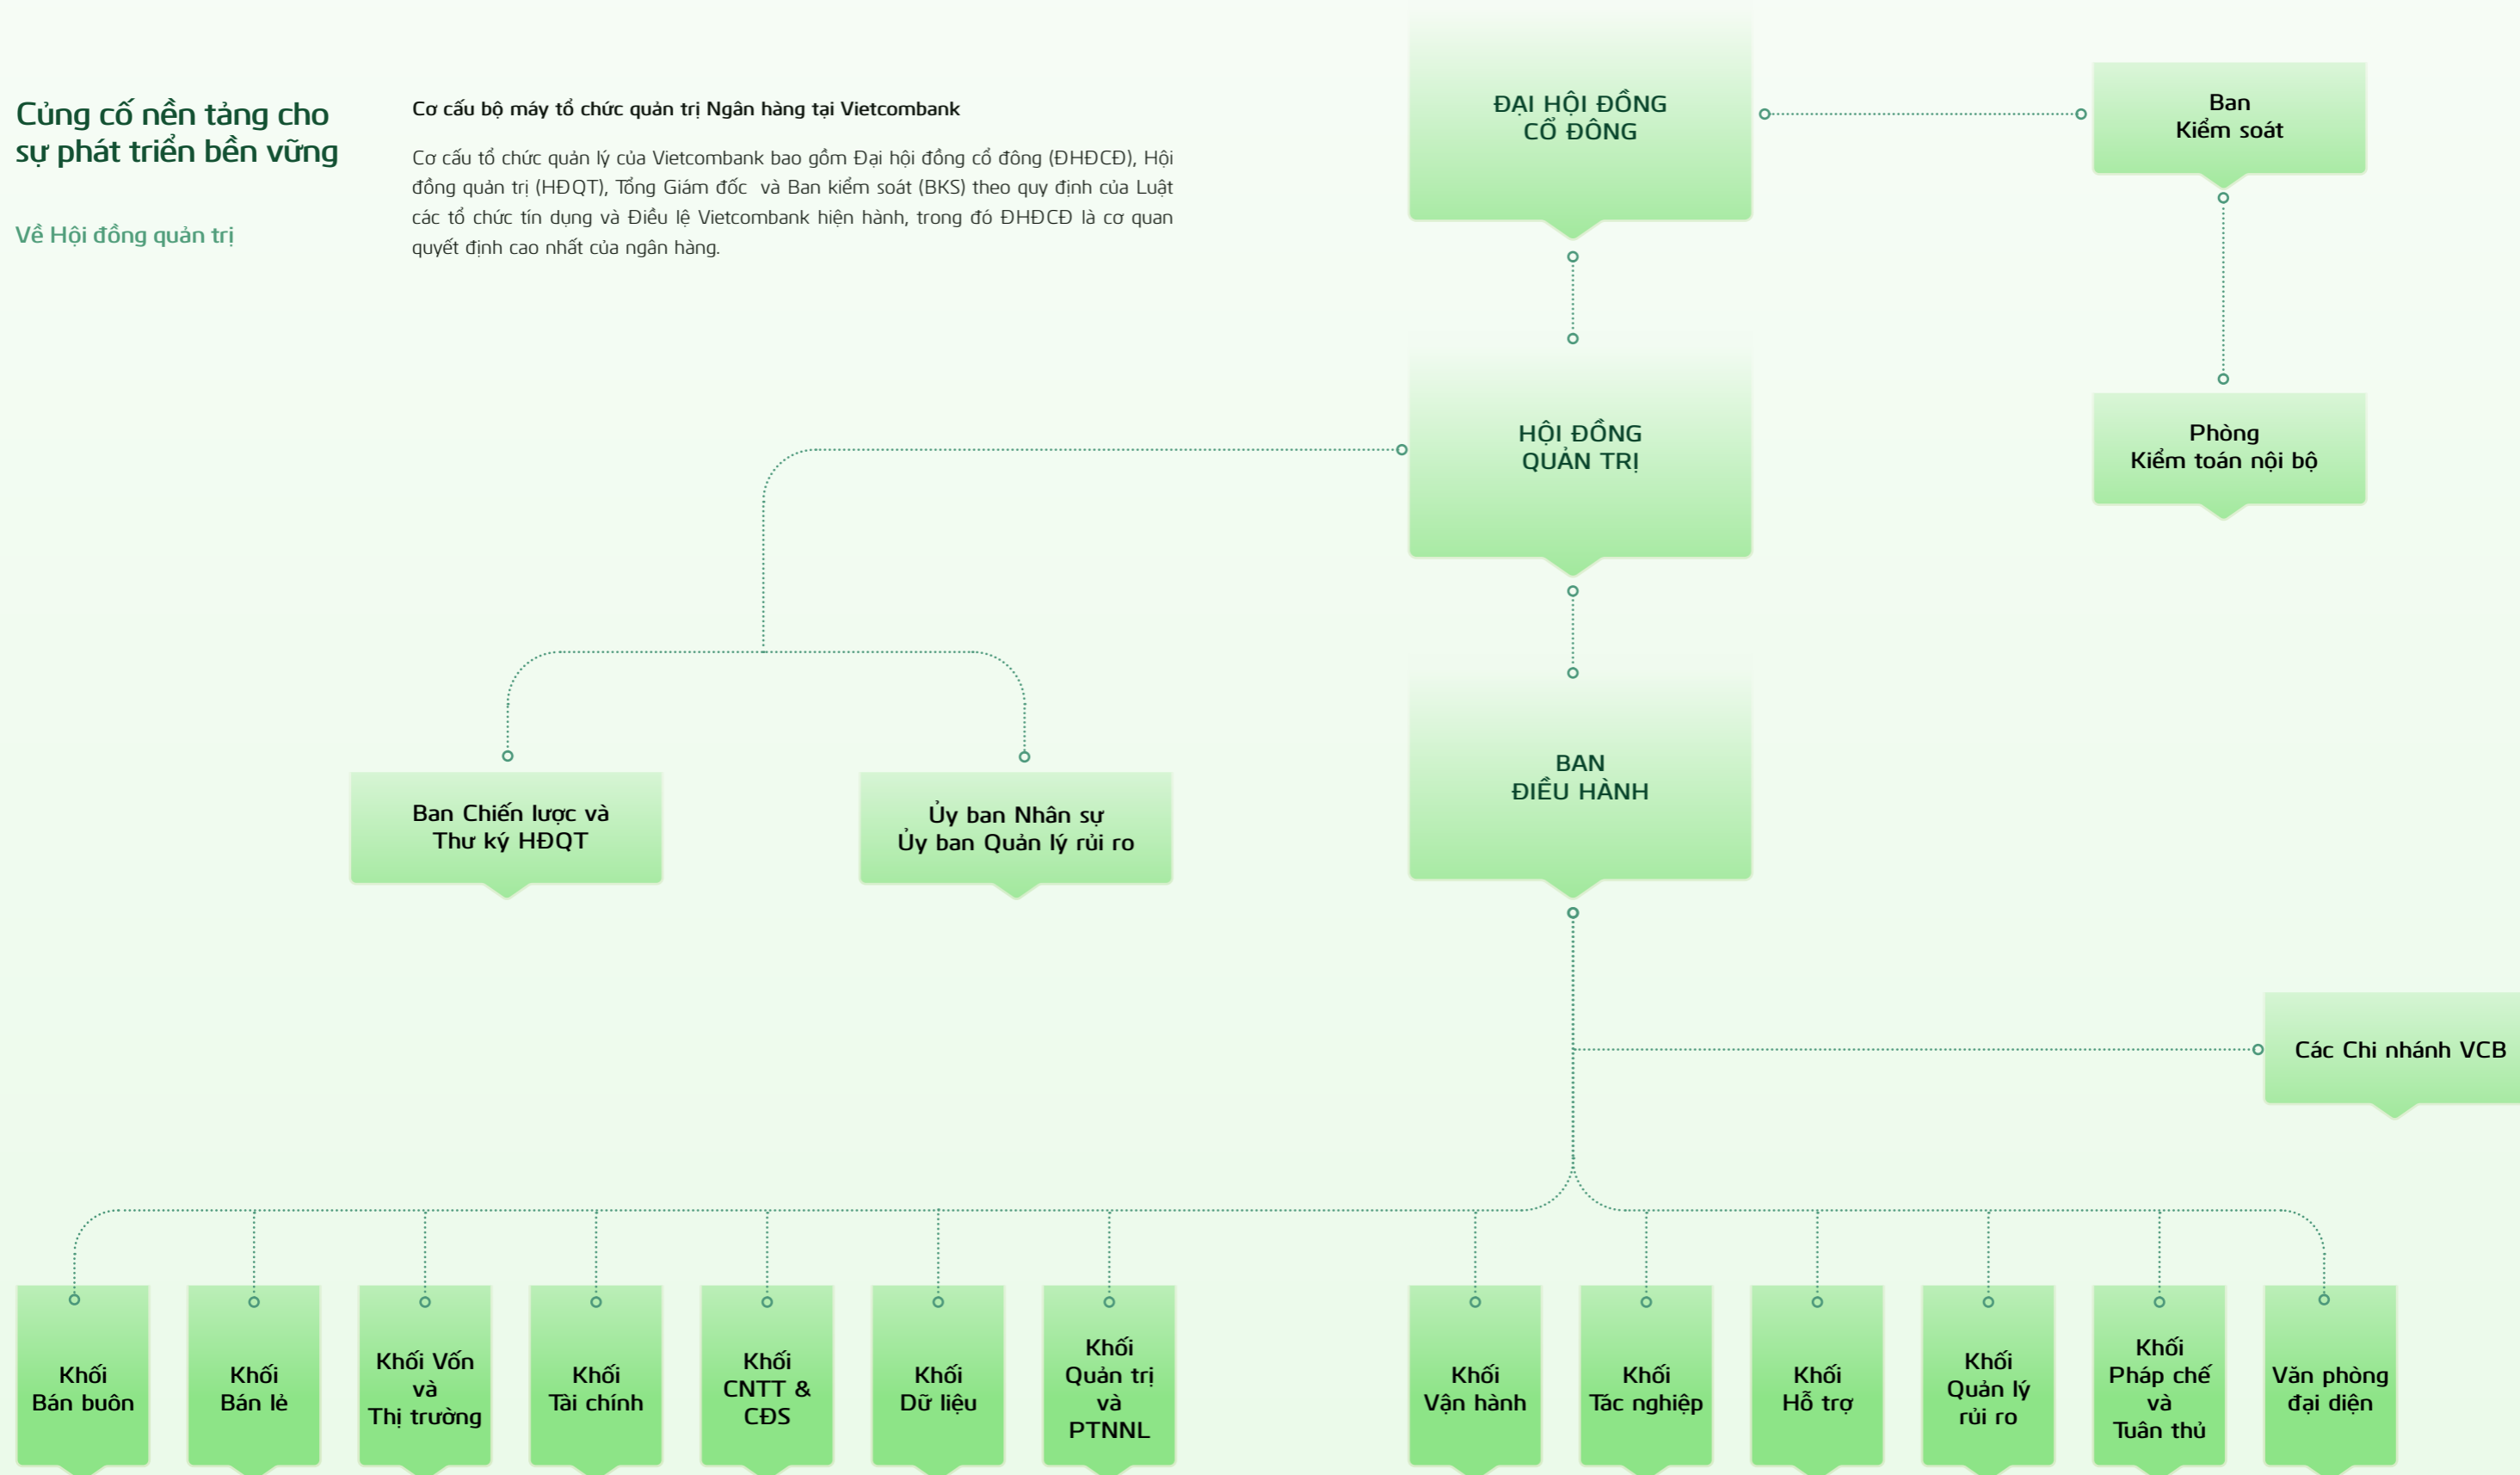 Củng cố nền tảng cho
sự phát triển bền vững
Về Hội đồng quản trị
Cơ cấu bộ máy tổ chức quản trị Ngân hàng tại Vietcombank
Cơ cấu tổ chức quản lý của Vietcombank bao gồm Đại hội đồng cổ đông (ĐHĐCĐ), Hội
đồng quản trị (HĐQT), Tổng Giám đốc và Ban kiểm soát (BKS) theo quy định của Luật
các tổ chức tín dụng và Điều lệ Vietcombank hiện hành, trong đó ĐHĐCĐ là cơ quan
quyết định cao nhất của ngân hàng.
ĐẠI HỘI ĐỒNG
CỔ ĐÔNG
Ban
Kiểm soát
HỘI ĐỒNG
QUẢN TRỊ
Phòng
Kiểm toán nội bộ
BAN
ĐIỀU HÀNH
Ban Chiến lược và
Thư ký HĐQT
Ủy ban Nhân sự
Ủy ban Quản lý rủi ro
Các Chi nhánh VCB
Khối
Bán buôn
Khối
Bán lẻ
Khối Vốn
và
Thị trường
Khối
Tài chính
Khối
CNTT &
CĐS
Khối
Dữ liệu
Khối
Quản trị
và
PTNNL
Khối
Vận hành
Khối
Tác nghiệp
Khối
Hỗ trợ
Khối
Quản lý
rủi ro
Khối
Pháp chế
và
Tuân thủ
Văn phòng
đại diện